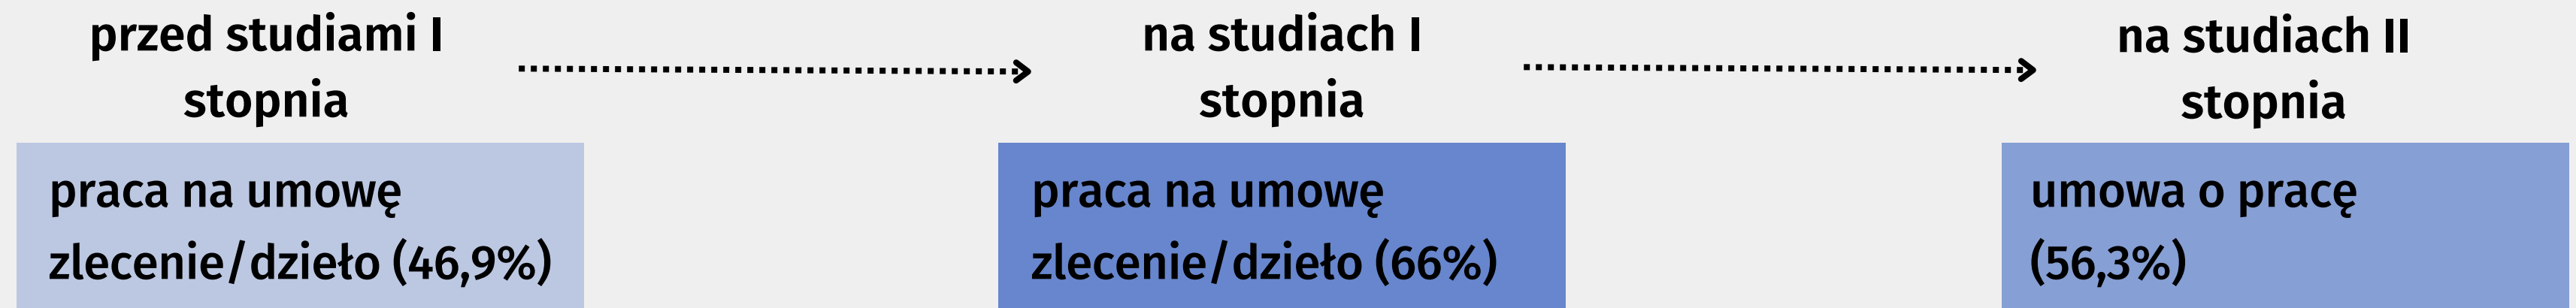 przed studiami I
stopnia
na studiach I
stopnia
na studiach II
stopnia
praca na umowę
zlecenie/dzieło (46,9%)
praca na umowę
zlecenie/dzieło (66%)
umowa o pracę
(56,3%)